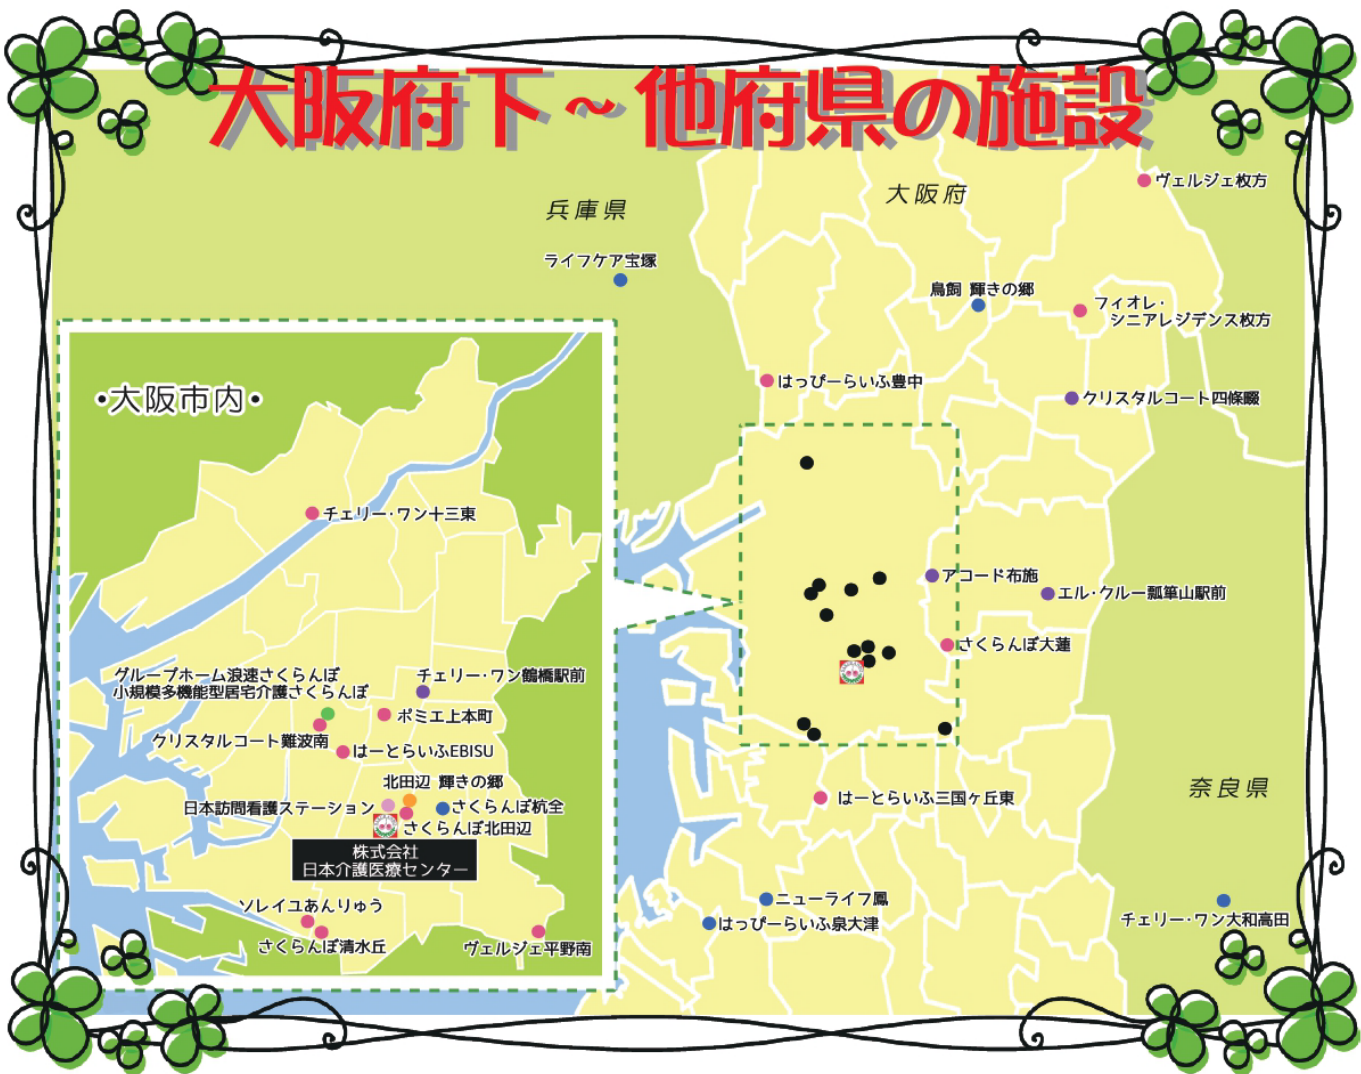 大阪府下～他府県の施設
兵庫県
大阪府
ヴェルジェ枚方
ライフケア宝塚
鳥飼 輝きの郷
フィオレ・
シニアレジデンス枚方
はっぴーらいふ豊中
クリスタルコート四條畷
・大阪市内・
チェリー・ワン十三東
アコード布施
エル・クルー瓢箪山駅前
さくらんぼ大蓮
グループホーム浪速さくらんぼ
小規模多機能型居宅介護さくらんぼ
チェリー・ワン鶴橋駅前
ポミエ上本町
クリスタルコート難波南
はーとらいふEBISU
北田辺 輝きの郷
日本訪問看護ステーション
さくらんぼ杭全
さくらんぼ北田辺
株式会社
日本介護医療センター
奈良県
はーとらいふ三国ヶ丘東
ソレイユあんりゅう
さくらんぼ清水丘
ヴェルジェ平野南
ニューライフ鳳
はっぴーらいふ泉大津
チェリー・ワン大和高田